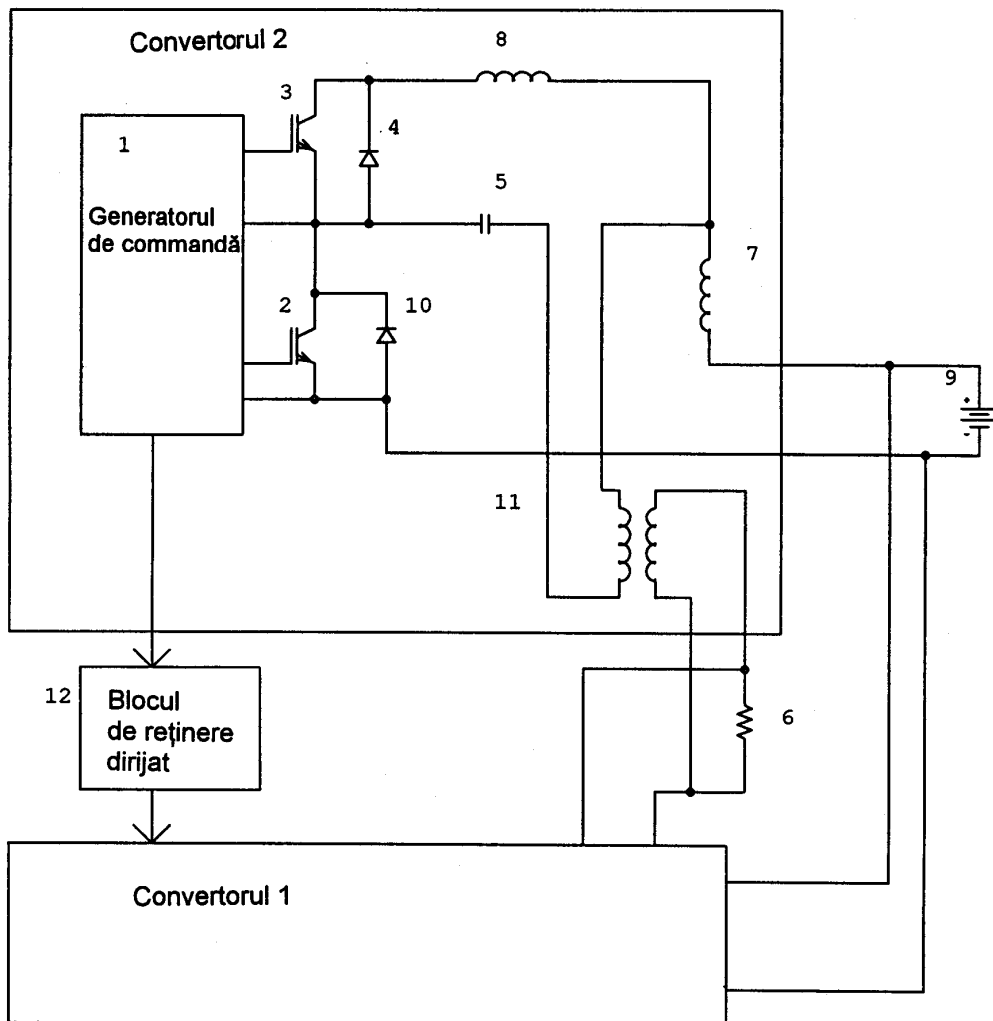 Convertorul 2
8
3
4
1
5
Generatorul
de commandă
7
2
10
9
+
-
11
12
Blocul
de reținere
dirijat
6
Convertorul 1